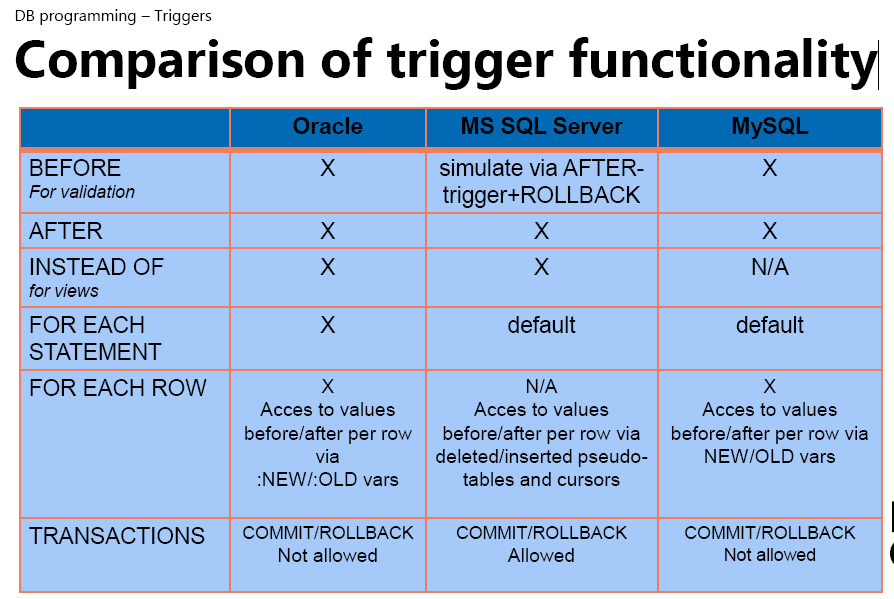 DB programming – Triggers
Comparison of trigger functionality
Oracle MS SQL Server MySQL
BEFORE X simulate via AFTER- X
For validation trigger+ROLLBACK
AFTER X X X
INSTEAD OF X X N/A
for views
FOR EACH X default default
STATEMENT
FOR EACH ROW X N/A X
Acces to values Acces to values Acces to values
before/after per row before/after per row via before/after per row via
via deleted/inserted pseudo- NEW/OLD vars
:NEW/:OLD vars tables and cursors
TRANSACTIONS COMMIT/ROLLBACK COMMIT/ROLLBACK COMMIT/ROLLBACK
Not allowed Allowed Not allowed